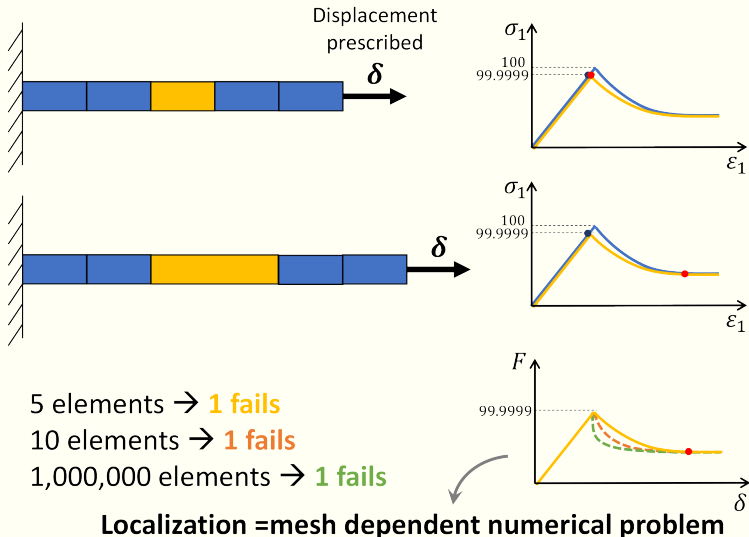 Displacement
prescribed
δ
σ₁
100
99.9999
ε₁
δ
σ₁
100
99.9999
ε₁
F
99.9999
δ
5 elements → 1 fails
10 elements → 1 fails
1,000,000 elements → 1 fails
Localization =mesh dependent numerical problem